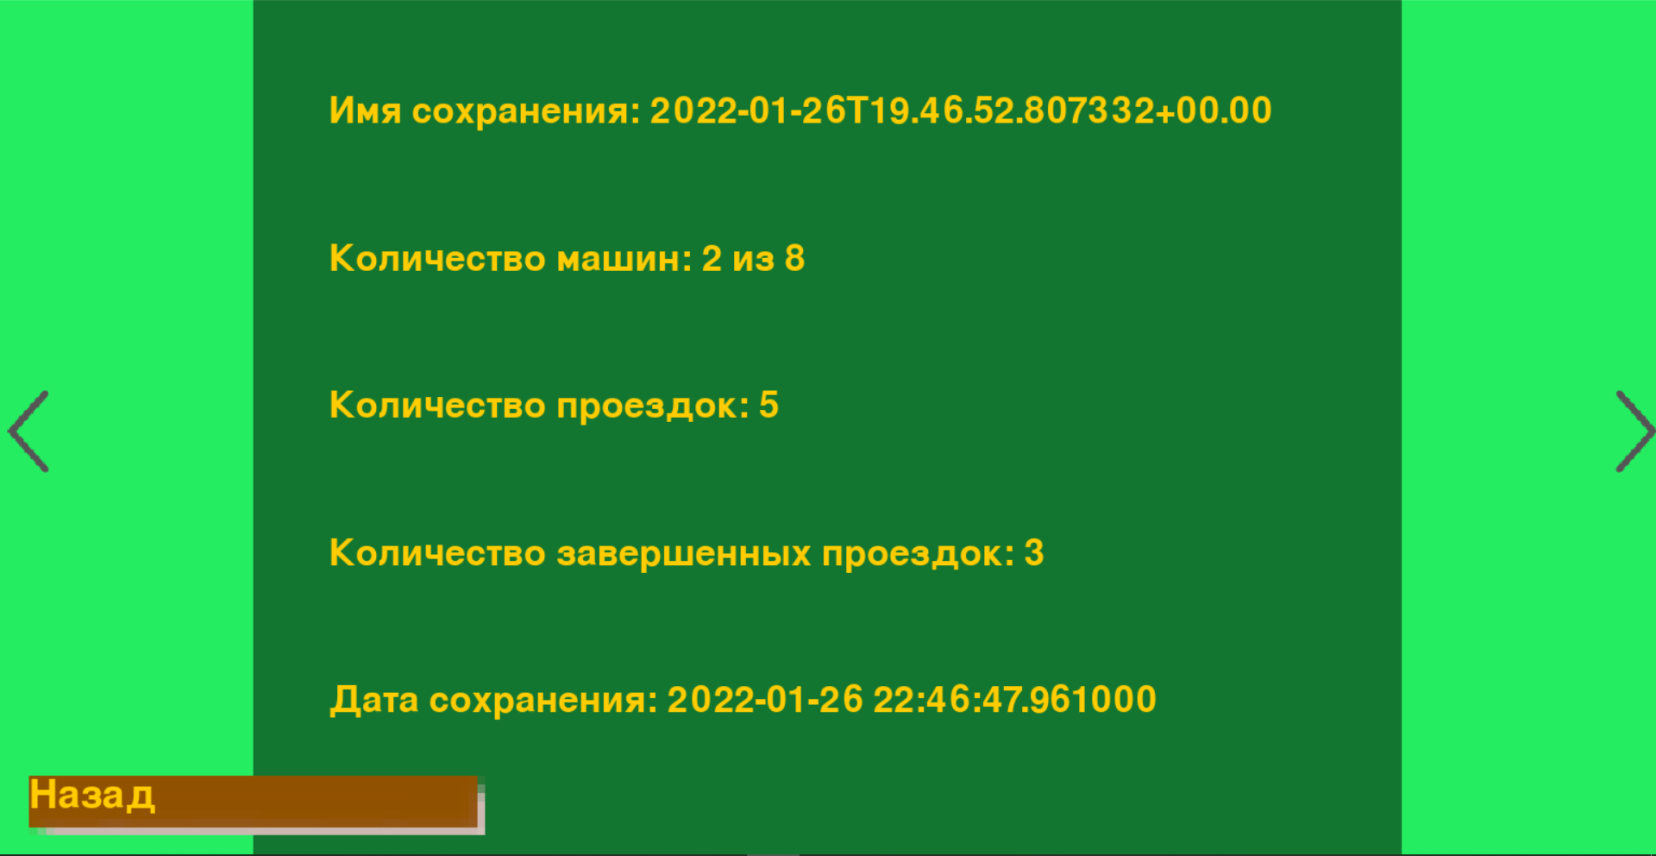 Имя сохранения: 2022-01-26T19.46.52.807332+00.00
Количество машин: 2 из 8
Количество проездок: 5
Количество завершенных проездок: 3
Дата сохранения: 2022-01-26 22:46:47.961000
Назад